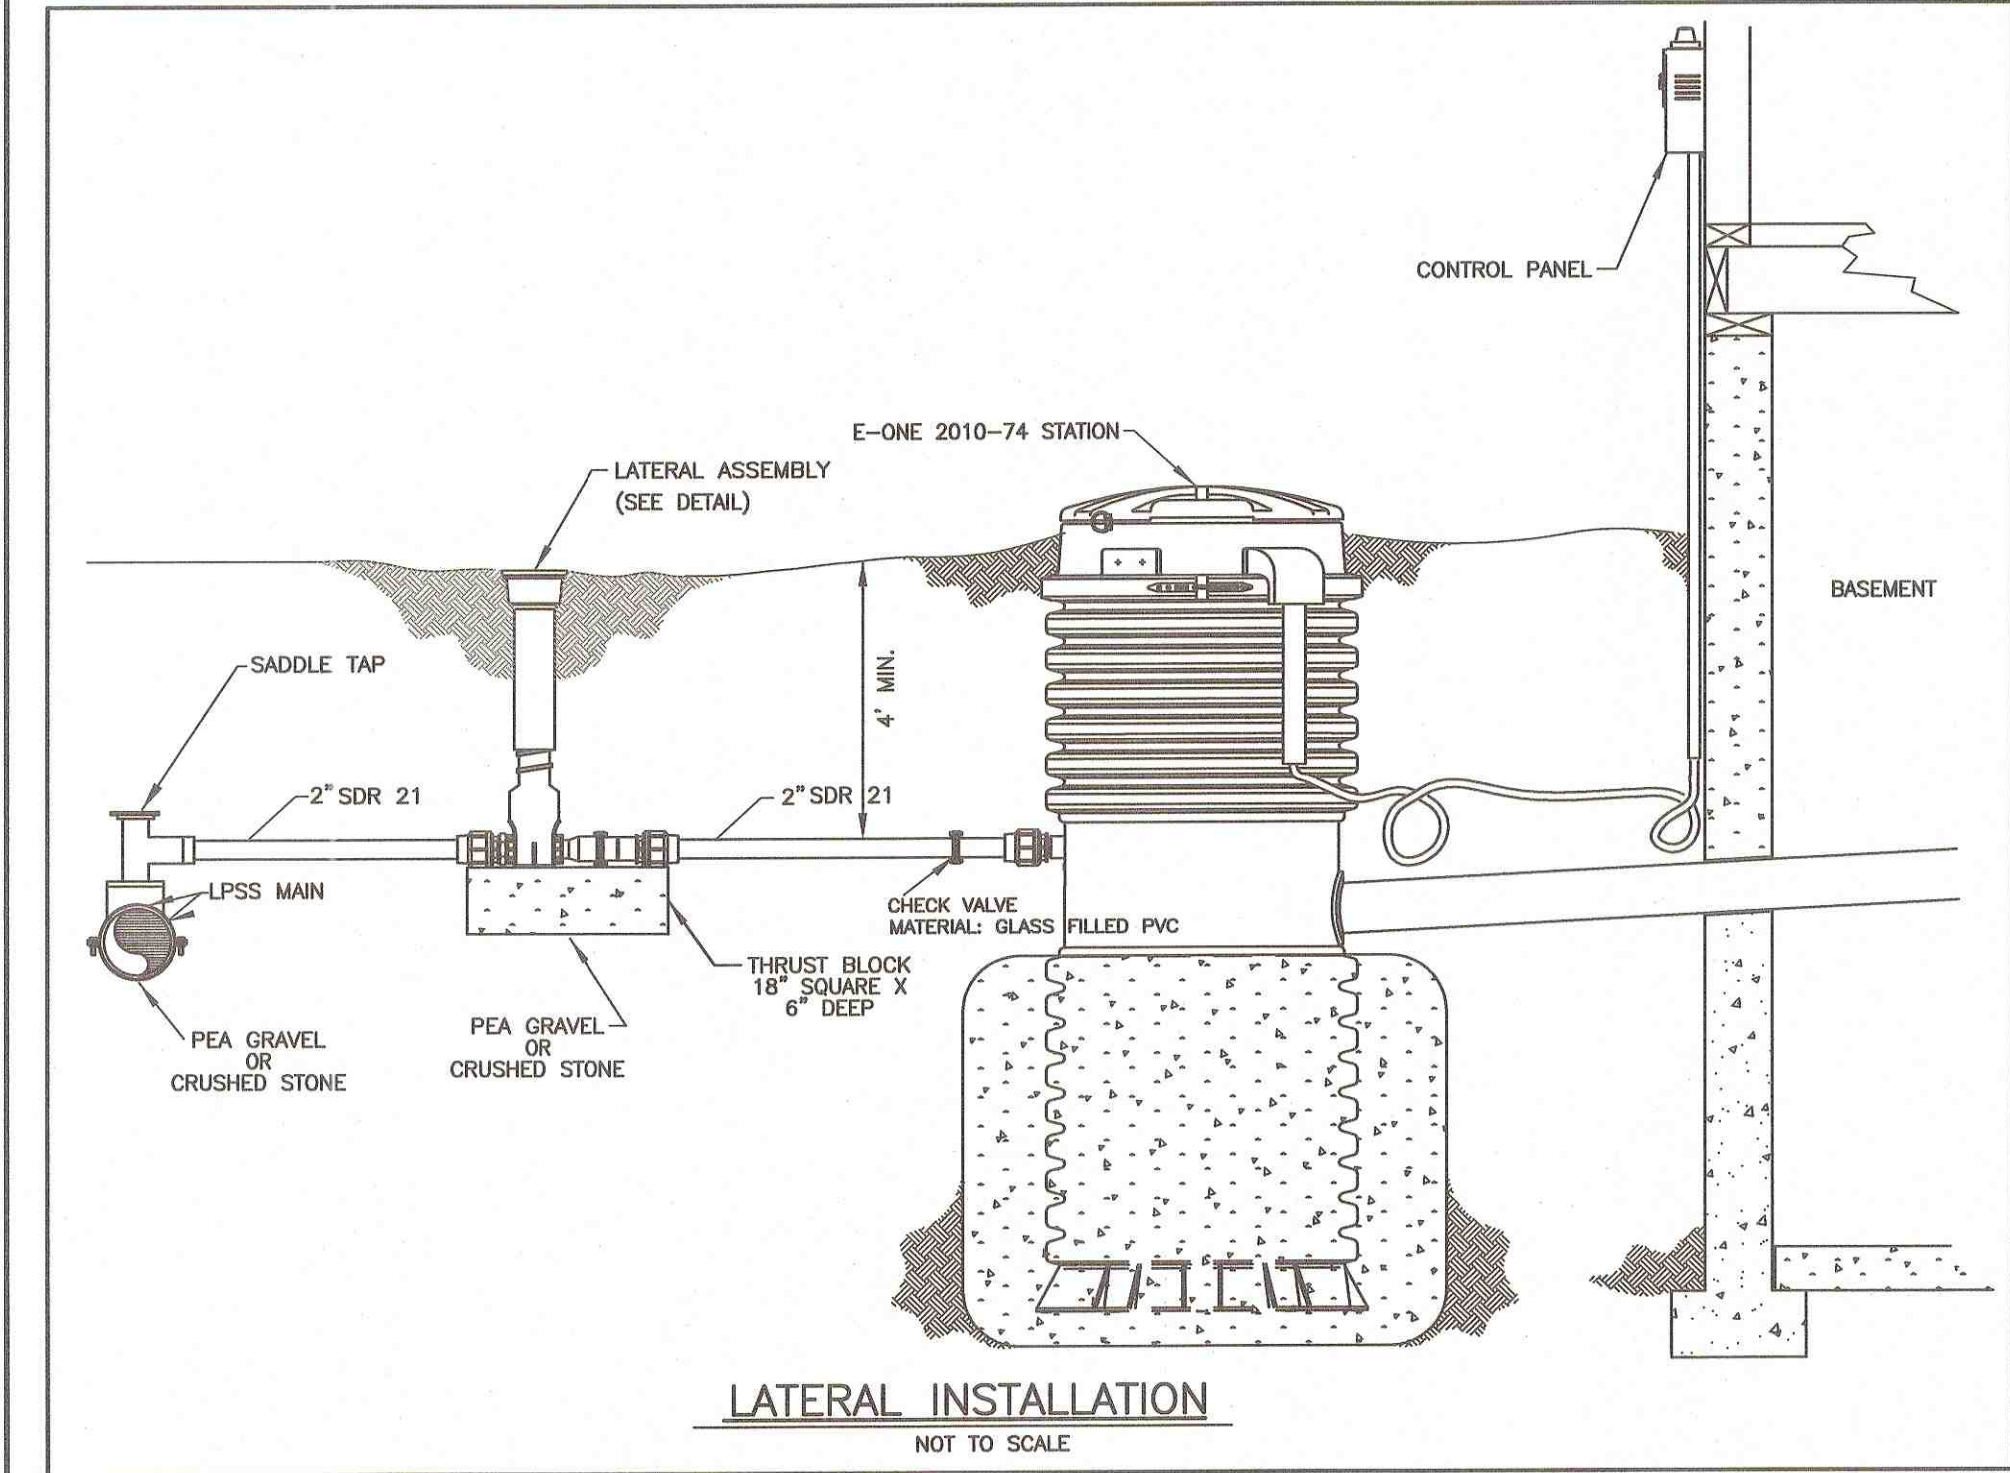 CONTROL PANEL
E-ONE 2010-74 STATION
LATERAL ASSEMBLY
(SEE DETAIL)
BASEMENT
SADDLE TAP
4' MIN.
2" SDR 21
2" SDR 21
LPSS MAIN
CHECK VALVE
MATERIAL: GLASS FILLED PVC
THRUST BLOCK
18" SQUARE X
6" DEEP
PEA GRAVEL
OR
CRUSHED STONE
PEA GRAVEL
OR
CRUSHED STONE
LATERAL INSTALLATION
NOT TO SCALE